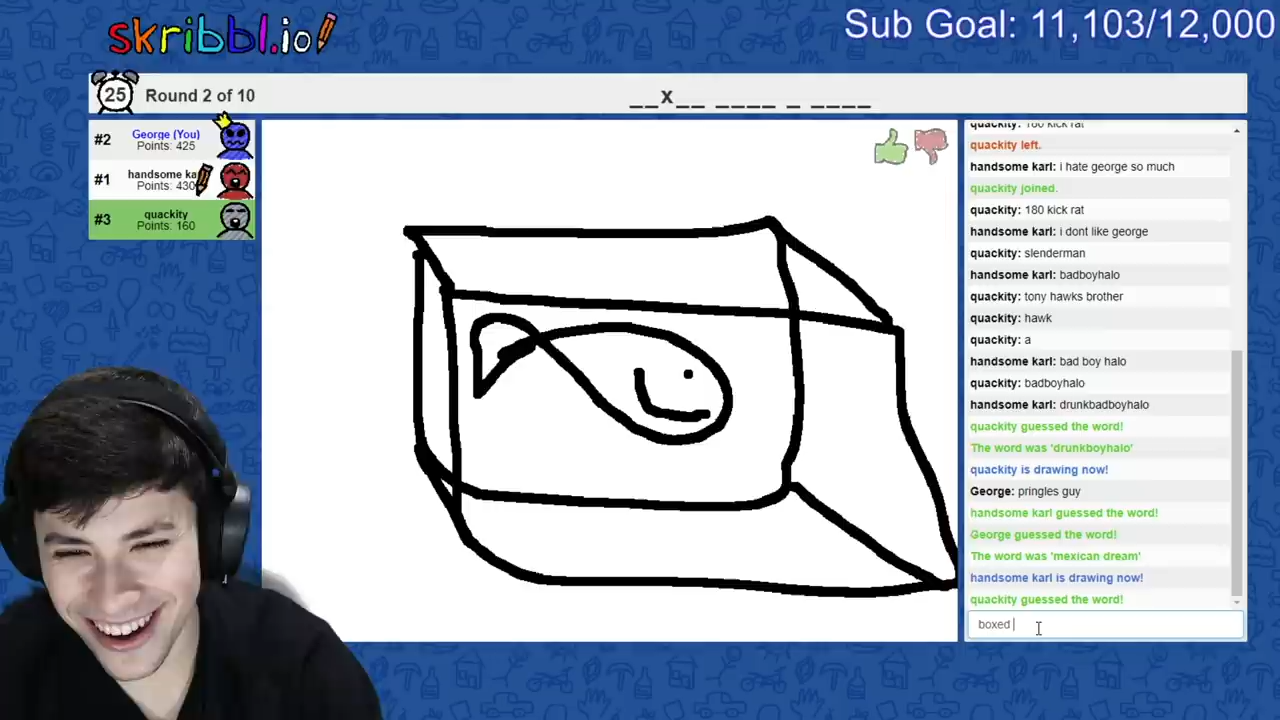 skribbl.io
Sub Goal: 11,103/12,000
25
Round 2 of 10
__x__ ____ _ ____
#2
George (You)
Points: 425
#1
handsome ka
Points: 430
#3
quackity
Points: 160
quackity: 180 kick rat
quackity left.
handsome karl: i hate george so much
quackity joined.
quackity: 180 kick rat
handsome karl: i dont like george
quackity: slenderman
handsome karl: badboyhalo
quackity: tony hawks brother
quackity: hawk
quackity: a
handsome karl: bad boy halo
quackity: badboyhalo
handsome karl: drunkbadboyhalo
quackity guessed the word!
The word was 'drunkboyhalo'
quackity is drawing now!
George: pringles guy
handsome karl guessed the word!
George guessed the word!
The word was 'mexican dream'
handsome karl is drawing now!
quackity guessed the word!
boxed